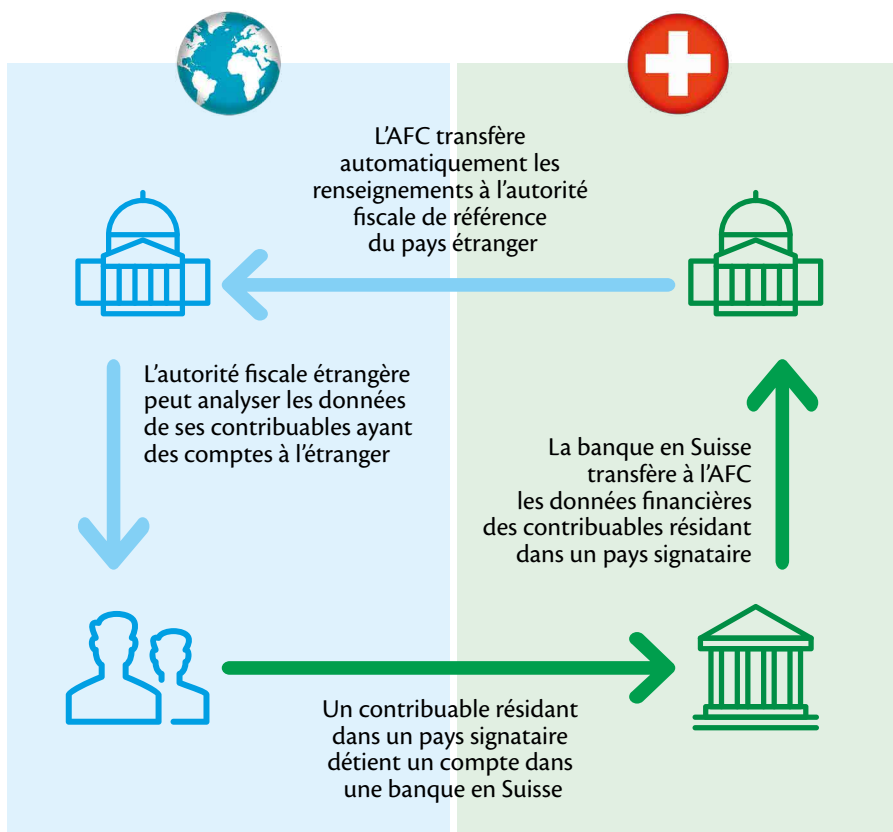 L'AFC transfère
automatiquement les
renseignements à l'autorité
fiscale de référence
du pays étranger
L'autorité fiscale étrangère
peut analyser les données
de ses contribuables ayant
des comptes à l'étranger
La banque en Suisse
transfère à l'AFC
les données financières
des contribuables résidant
dans un pays signataire
Un contribuable résidant
dans un pays signataire
détient un compte dans
une banque en Suisse